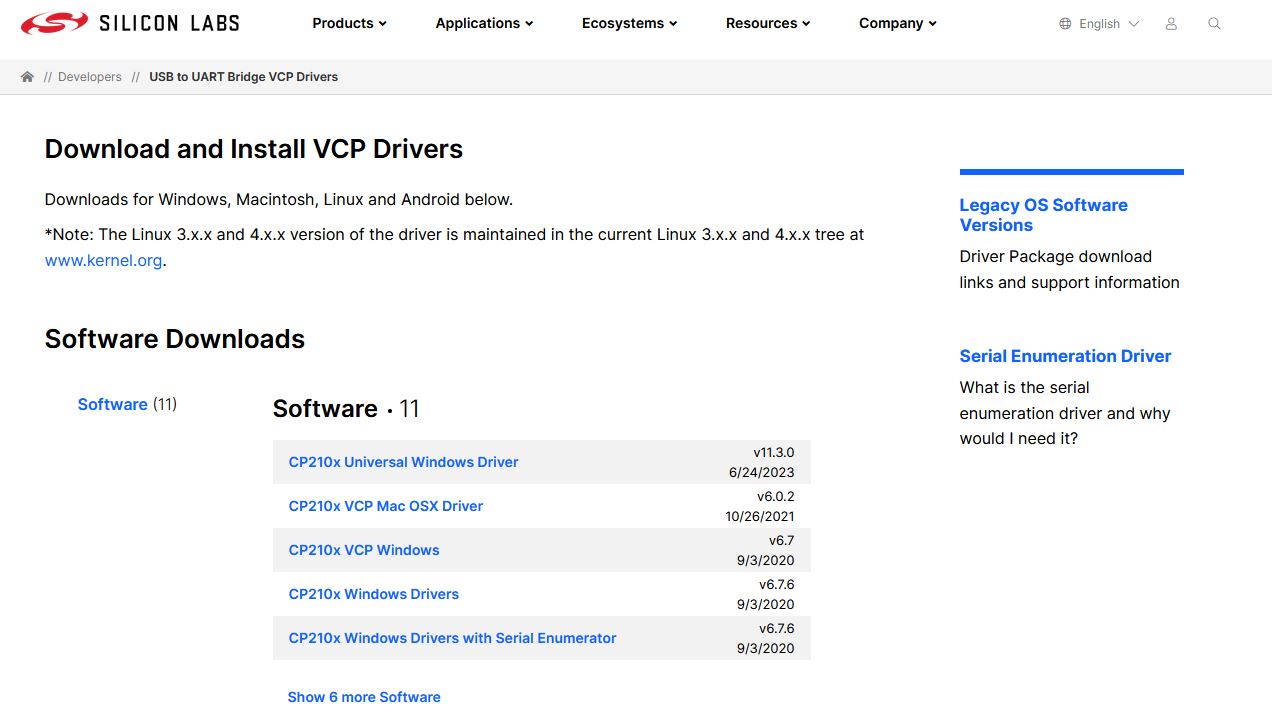 SILICON LABS
Products
Applications
Ecosystems
Resources
Company
English
// Developers // USB to UART Bridge VCP Drivers
Download and Install VCP Drivers
Downloads for Windows, Macintosh, Linux and Android below.
*Note: The Linux 3.x.x and 4.x.x version of the driver is maintained in the current Linux 3.x.x and 4.x.x tree at
www.kernel.org.
Software Downloads
Software (11)
Software · 11
CP210x Universal Windows Driver
v11.3.0
6/24/2023
CP210x VCP Mac OSX Driver
v6.0.2
10/26/2021
CP210x VCP Windows
v6.7
9/3/2020
CP210x Windows Drivers
v6.7.6
9/3/2020
CP210x Windows Drivers with Serial Enumerator
v6.7.6
9/3/2020
Show 6 more Software
Legacy OS Software
Versions
Driver Package download
links and support information
Serial Enumeration Driver
What is the serial
enumeration driver and why
would I need it?